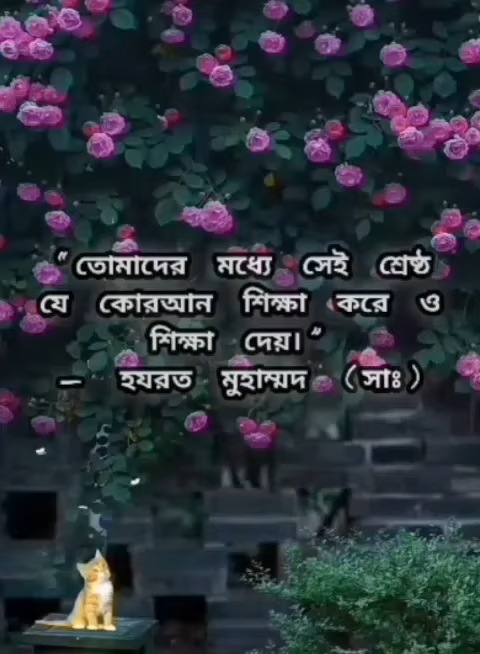 "তোমাদের মধ্যে সেই শ্রেষ্ঠ
যে কোরআন শিক্ষা করে ও
শিক্ষা দেয়।"
– হযরত মুহাম্মদ (সাঃ)